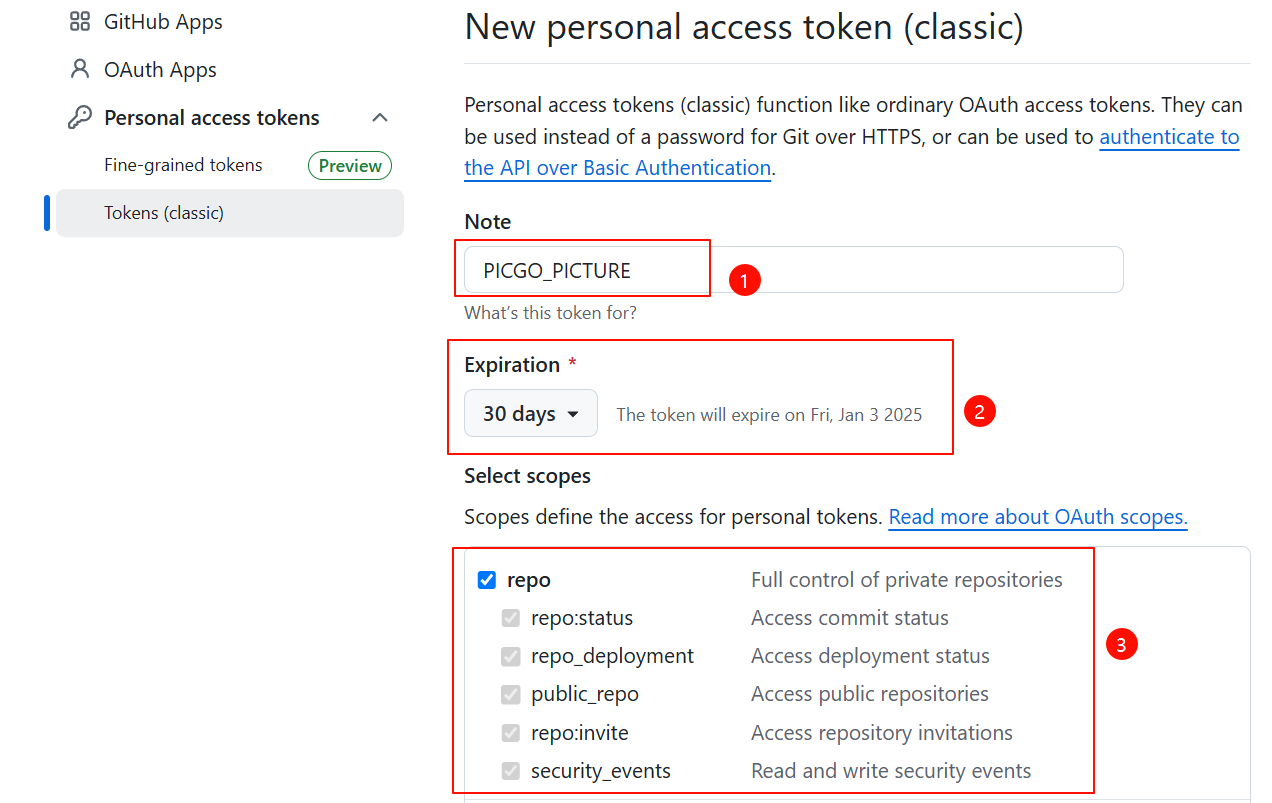 GitHub Apps
OAuth Apps
Personal access tokens
Fine-grained tokens Preview
Tokens (classic)
New personal access token (classic)
Personal access tokens (classic) function like ordinary OAuth access tokens. They can
be used instead of a password for Git over HTTPS, or can be used to authenticate to
the API over Basic Authentication.
Note
PICGO_PICTURE
1
What's this token for?
Expiration *
30 days The token will expire on Fri, Jan 3 2025
2
Select scopes
Scopes define the access for personal tokens. Read more about OAuth scopes.
repo Full control of private repositories
repo:status Access commit status
repo_deployment Access deployment status
3
public_repo Access public repositories
repo:invite Access repository invitations
security_events Read and write security events